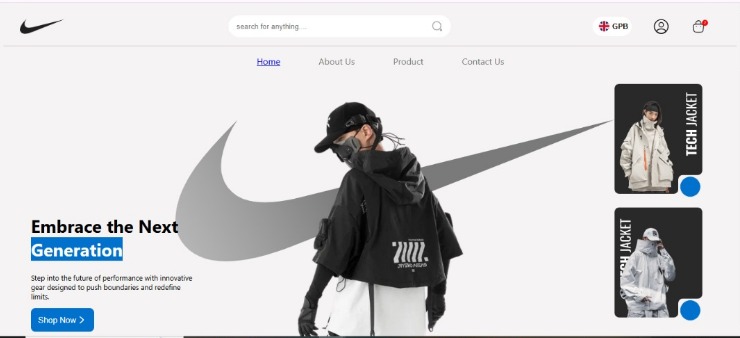 search for anything....
GPB
Home
About Us
Product
Contact Us
TECH JACKET
Embrace the Next
Generation
Step into the future of performance with innovative
gear designed to push boundaries and redefine
limits.
Shop Now >
TECH JACKET